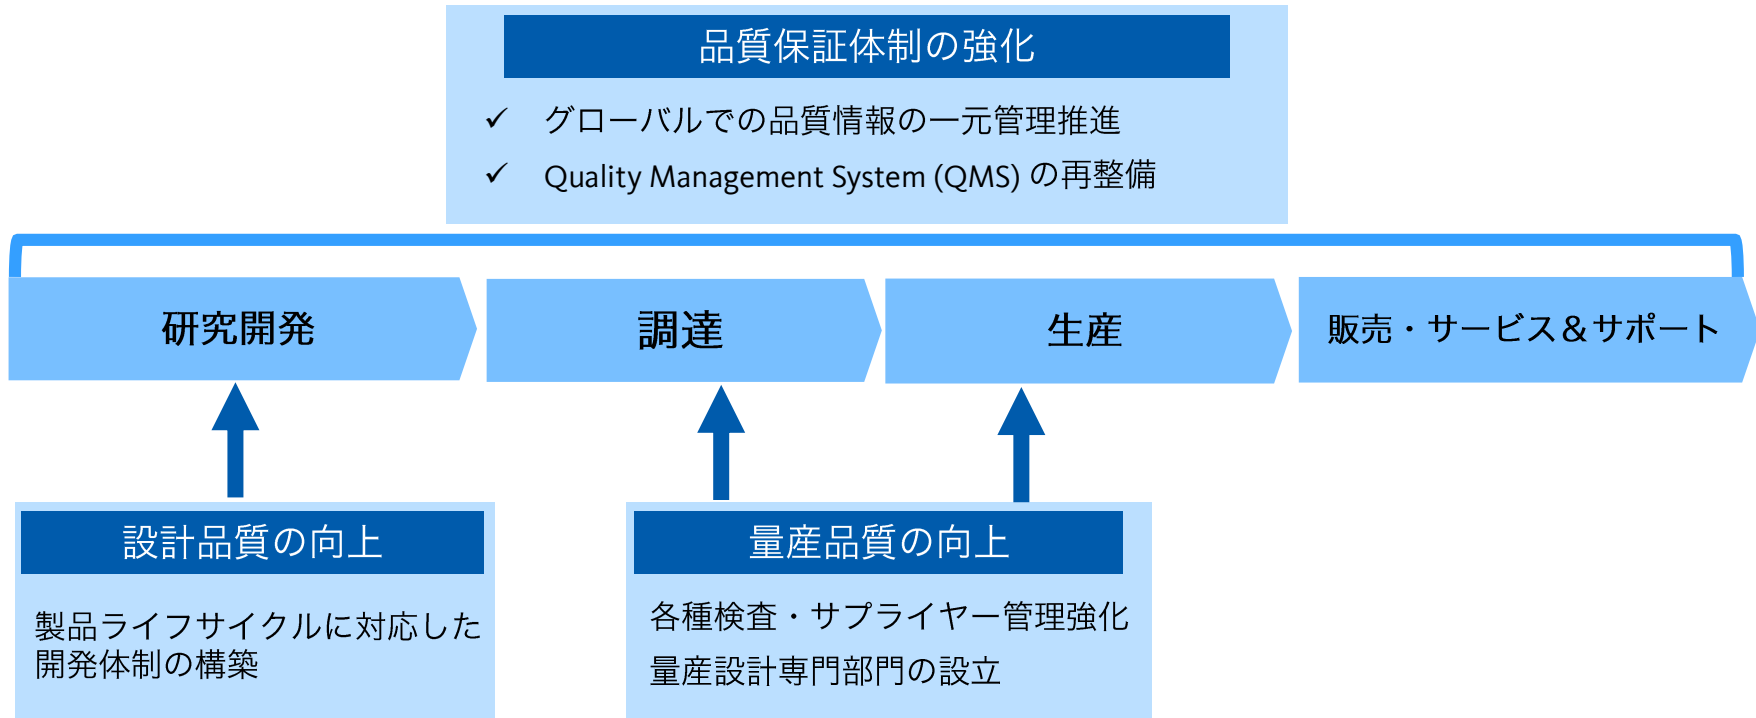 品質保証体制の強化
✓ グローバルでの品質情報の一元管理推進
✓ Quality Management System (QMS) の再整備
研究開発
調達
生産
販売・サービス＆サポート
設計品質の向上
製品ライフサイクルに対応した
開発体制の構築
量産品質の向上
各種検査・サプライヤー管理強化
量産設計専門部門の設立